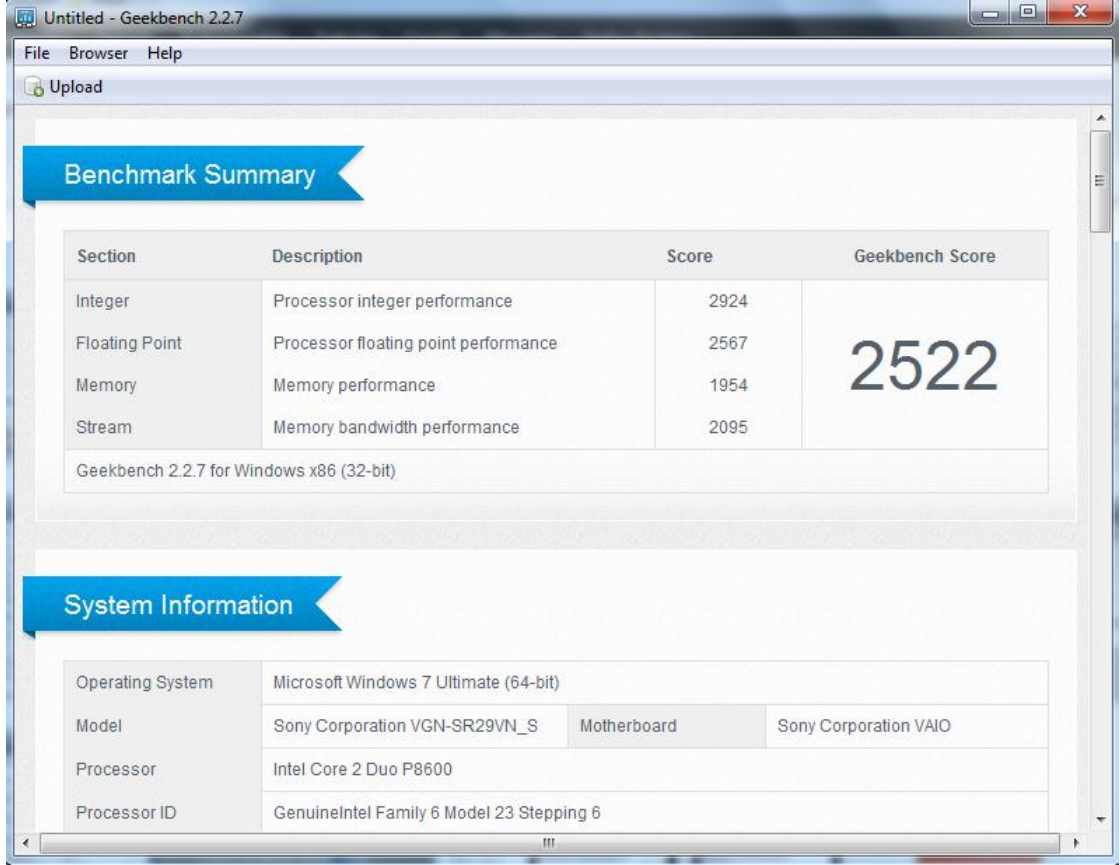 Untitled - Geekbench 2.2.7
File Browser Help
Upload
Benchmark Summary
Section Description Score Geekbench Score
Integer Processor integer performance 2924
Floating Point Processor floating point performance 2567
2522
Memory Memory performance 1954
Stream Memory bandwidth performance 2095
Geekbench 2.2.7 for Windows x86 (32-bit)
System Information
Operating System Microsoft Windows 7 Ultimate (64-bit)
Model Sony Corporation VGN-SR29VN_S Motherboard Sony Corporation VAIO
Processor Intel Core 2 Duo P8600
Processor ID GenuineIntel Family 6 Model 23 Stepping 6